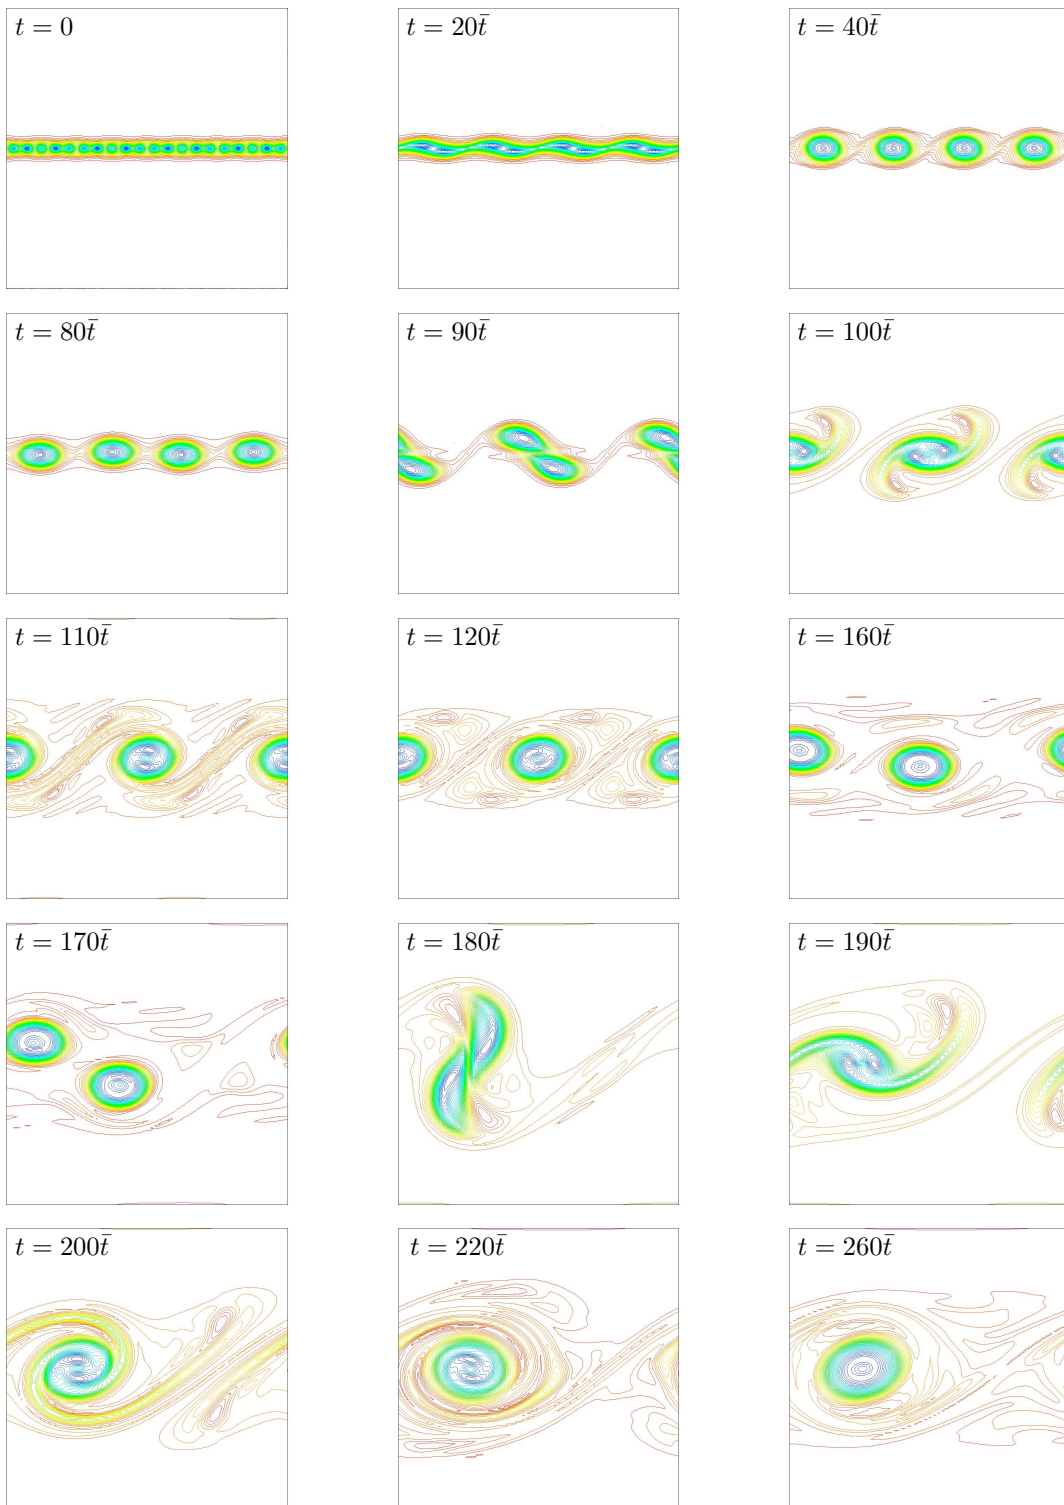 t = 0
t = 20t̄
t = 40t̄
t = 80t̄
t = 90t̄
t = 100t̄
t = 110t̄
t = 120t̄
t = 160t̄
t = 170t̄
t = 180t̄
t = 190t̄
t = 200t̄
t = 220t̄
t = 260t̄